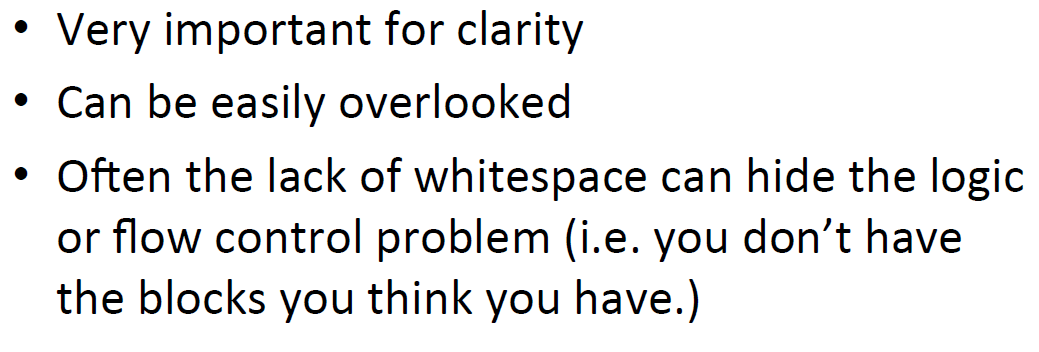 • Very important for clarity
• Can be easily overlooked
• Often the lack of whitespace can hide the logic
or flow control problem (i.e. you don’t have
the blocks you think you have.)